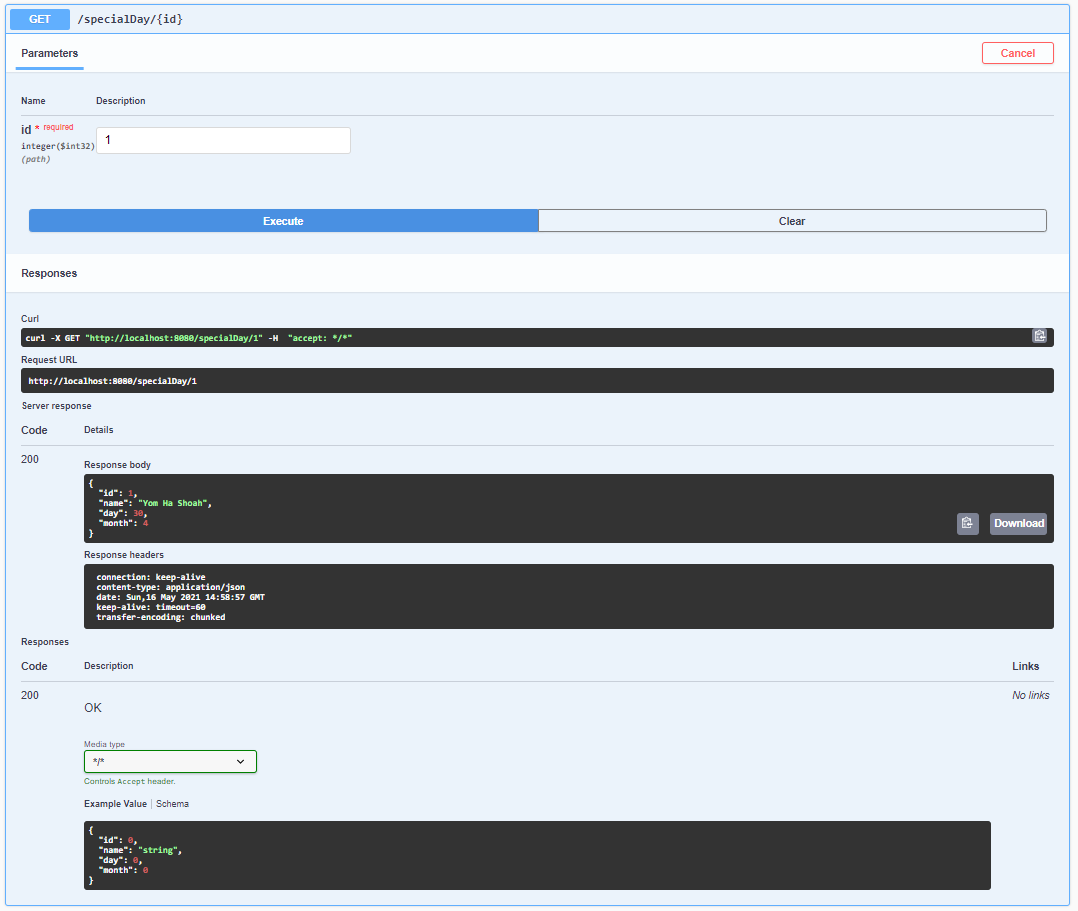 GET /specialDay/{id}
Parameters
Cancel
Name Description
id * required
integer($int32)
(path)
1
Execute Clear
Responses
Curl
curl -X GET "http://localhost:8080/specialDay/1" -H  "accept: */*"
Request URL
http://localhost:8080/specialDay/1
Server response
Code Details
200
Response body
{
  "id": 1,
  "name": "Yom Ha Shoah",
  "day": 30,
  "month": 4
}
Download
Response headers
connection: keep-alive
content-type: application/json
date: Sun,16 May 2021 14:58:57 GMT
keep-alive: timeout=60
transfer-encoding: chunked
Responses
Code Description Links
200
OK
No links
Media type
*/*
Controls Accept header.
Example Value Schema
{
  "id": 0,
  "name": "string",
  "day": 0,
  "month": 0
}